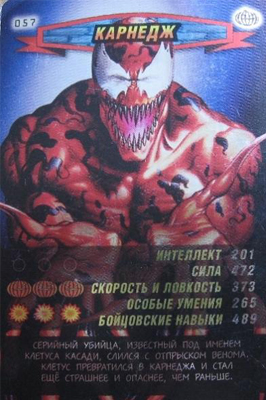 057
КАРНЕДЖ
ИНТЕЛЛЕКТ 201
СИЛА 472
СКОРОСТЬ И ЛОВКОСТЬ 373
ОСОБЫЕ УМЕНИЯ 265
БОЙЦОВСКИЕ НАВЫКИ 489
СЕРИЙНЫЙ УБИЙЦА, ИЗВЕСТНЫЙ ПОД ИМЕНЕМ
КЛЕТУСА КАСАДИ, СЛИЛСЯ С ОТПРЫСКОМ ВЕНОМА.
КЛЕТУС ПРЕВРАТИЛСЯ В КАРНЕДЖА И СТАЛ
ЕЩЁ СТРАШНЕЕ И ОПАСНЕЕ, ЧЕМ РАНЬШЕ.